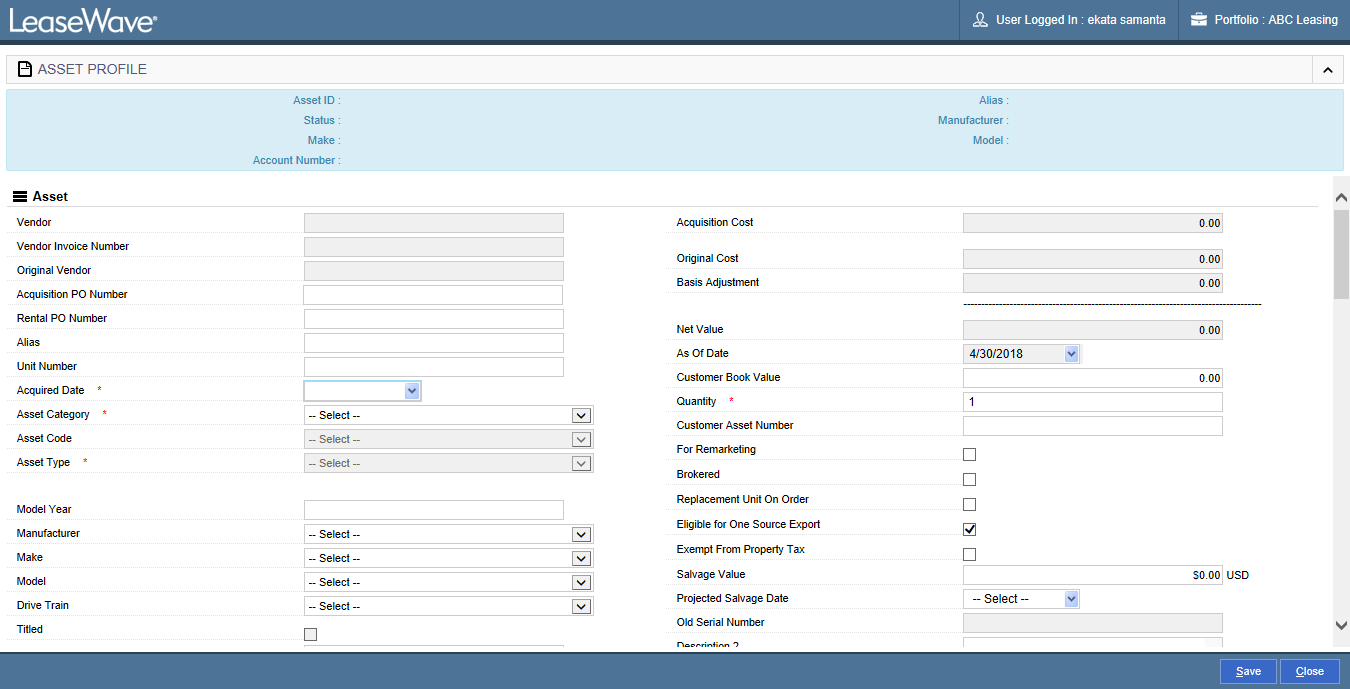 LeaseWave®
User Logged In : ekata samanta
Portfolio : ABC Leasing
ASSET PROFILE
Asset ID :
Alias :
Status :
Manufacturer :
Make :
Model :
Account Number :
Asset
Vendor
Vendor Invoice Number
Original Vendor
Acquisition PO Number
Rental PO Number
Alias
Unit Number
Acquired Date *
Asset Category * -- Select --
Asset Code -- Select --
Asset Type * -- Select --
Model Year
Manufacturer -- Select --
Make -- Select --
Model -- Select --
Drive Train -- Select --
Titled
Acquisition Cost 0.00
Original Cost 0.00
Basis Adjustment 0.00
Net Value 0.00
As Of Date 4/30/2018
Customer Book Value 0.00
Quantity * 1
Customer Asset Number
For Remarketing
Brokered
Replacement Unit On Order
Eligible for One Source Export
Exempt From Property Tax
Salvage Value $0.00 USD
Projected Salvage Date -- Select --
Old Serial Number
Description 2
Save
Close